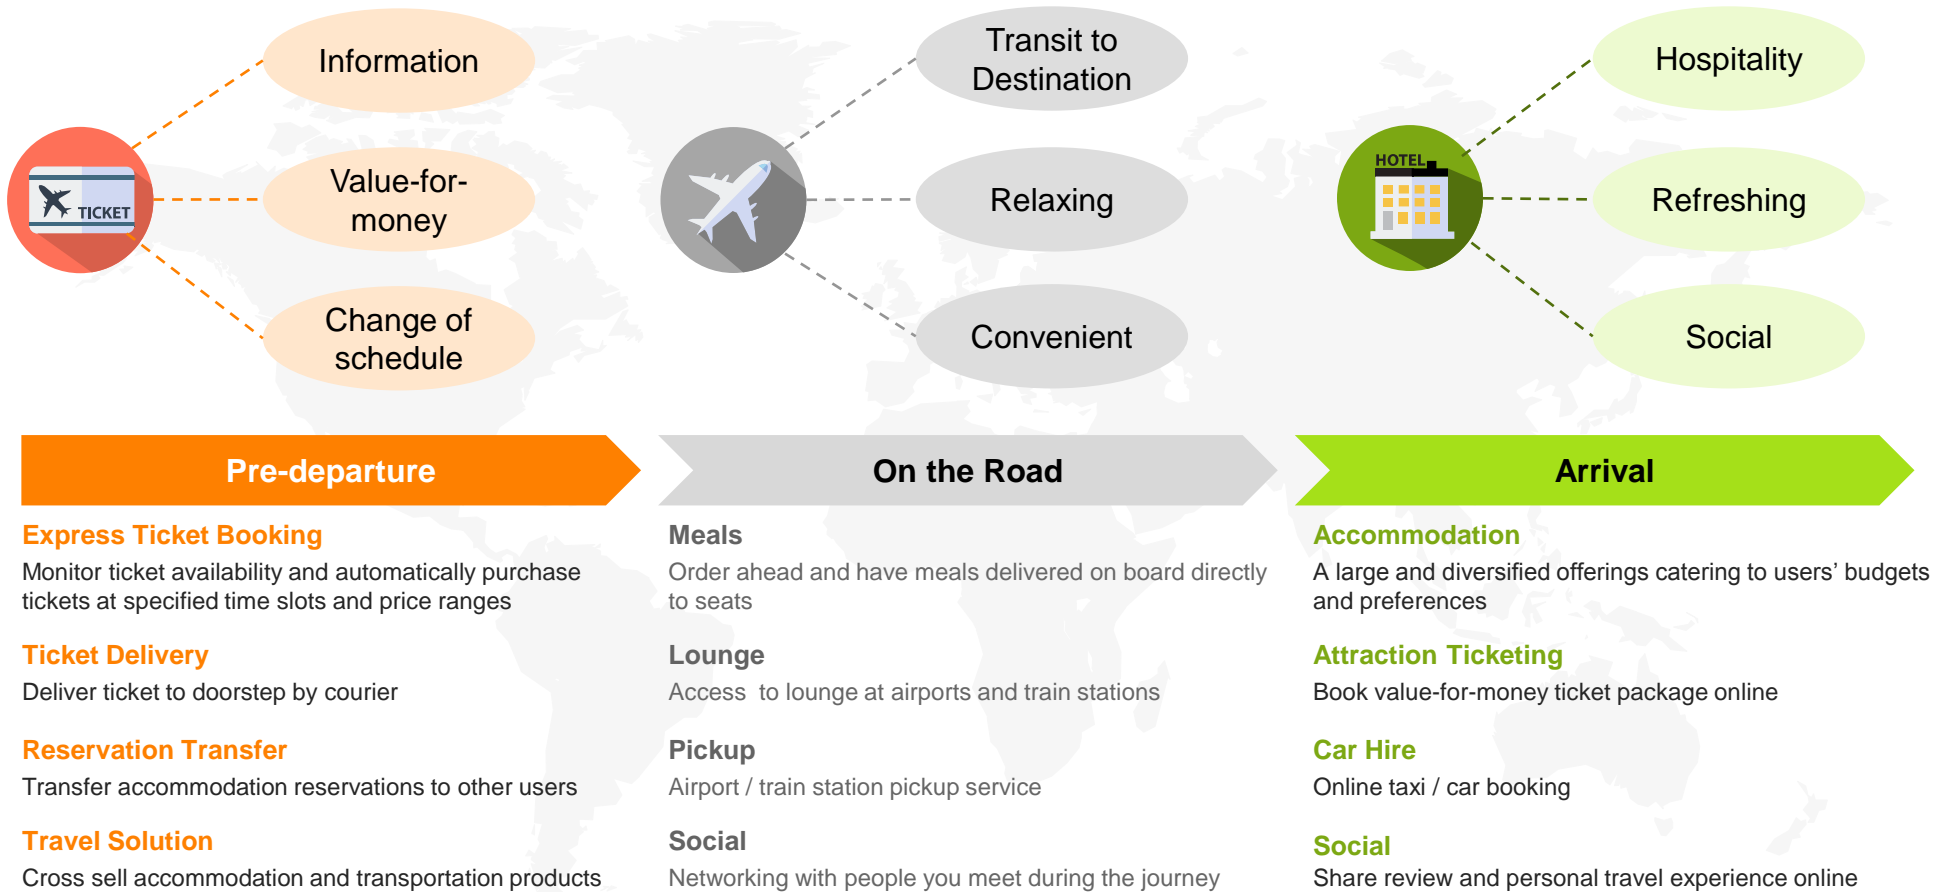 Information
Value-for-
money
Change of
schedule
TICKET
Transit to
Destination
Relaxing
Convenient
HOTEL
Hospitality
Refreshing
Social
Pre-departure
Express Ticket Booking
Monitor ticket availability and automatically purchase
tickets at specified time slots and price ranges
Ticket Delivery
Deliver ticket to doorstep by courier
Reservation Transfer
Transfer accommodation reservations to other users
Travel Solution
Cross sell accommodation and transportation products
On the Road
Meals
Order ahead and have meals delivered on board directly
to seats
Lounge
Access  to lounge at airports and train stations
Pickup
Airport / train station pickup service
Social
Networking with people you meet during the journey
Arrival
Accommodation
A large and diversified offerings catering to users’ budgets
and preferences
Attraction Ticketing
Book value-for-money ticket package online
Car Hire
Online taxi / car booking
Social
Share review and personal travel experience online